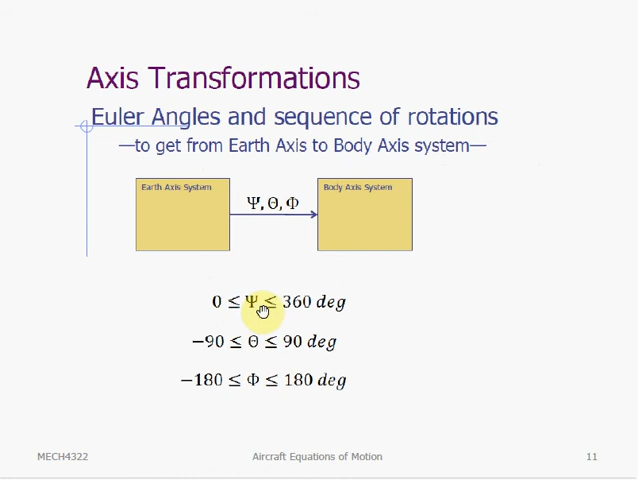 Axis Transformations
Euler Angles and sequence of rotations
—to get from Earth Axis to Body Axis system—
Earth Axis System
Ψ, Θ, Φ
Body Axis System
0 ≤ Ψ ≤ 360 deg
−90 ≤ Θ ≤ 90 deg
−180 ≤ Φ ≤ 180 deg
MECH4322
Aircraft Equations of Motion
11